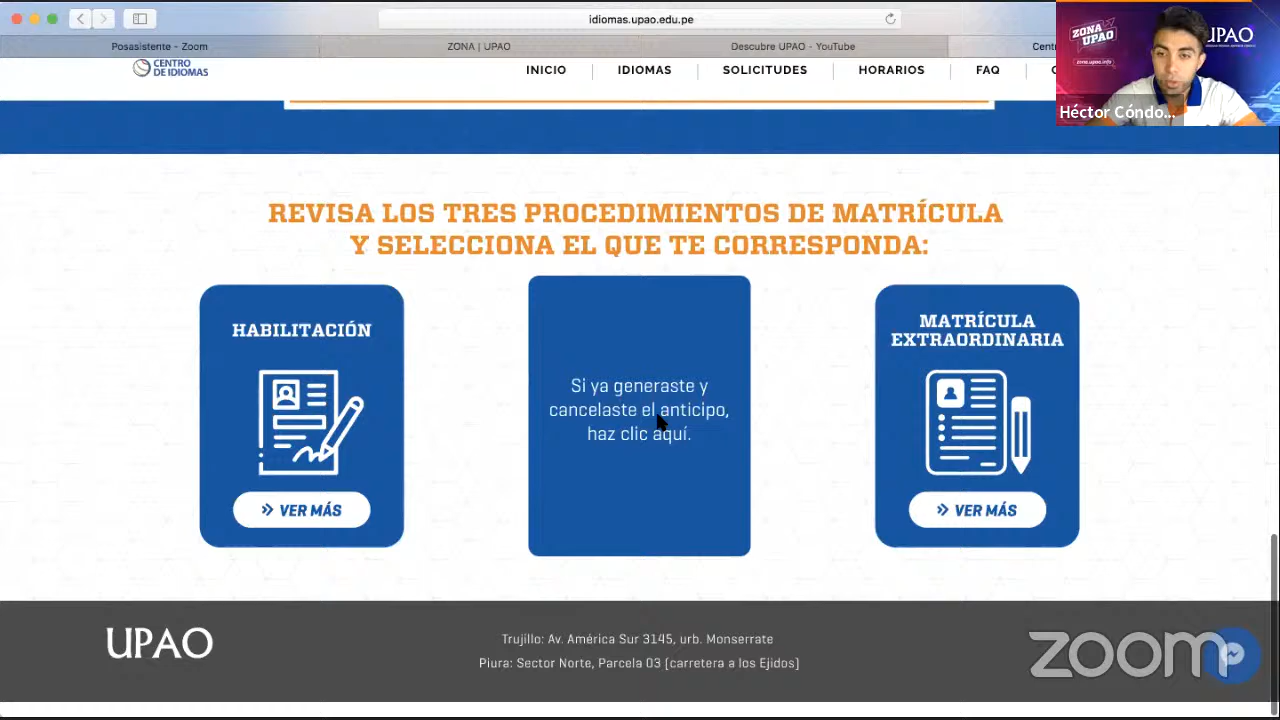 idiomas.upao.edu.pe
Posasistente - Zoom
ZONA | UPAO
Descubre UPAO - YouTube
CENTRO
DE IDIOMAS
INICIO
IDIOMAS
SOLICITUDES
HORARIOS
FAQ
ZONA
UPAO
zona.upao.info
UPAO
Héctor Cóndo...
REVISA LOS TRES PROCEDIMIENTOS DE MATRÍCULA
Y SELECCIONA EL QUE TE CORRESPONDA:
HABILITACIÓN
VER MÁS
Si ya generaste y
cancelaste el anticipo,
haz clic aquí.
MATRÍCULA
EXTRAORDINARIA
VER MÁS
UPAO
Trujillo: Av. América Sur 3145, urb. Monserrate
Piura: Sector Norte, Parcela 03 (carretera a los Ejidos)
zoom